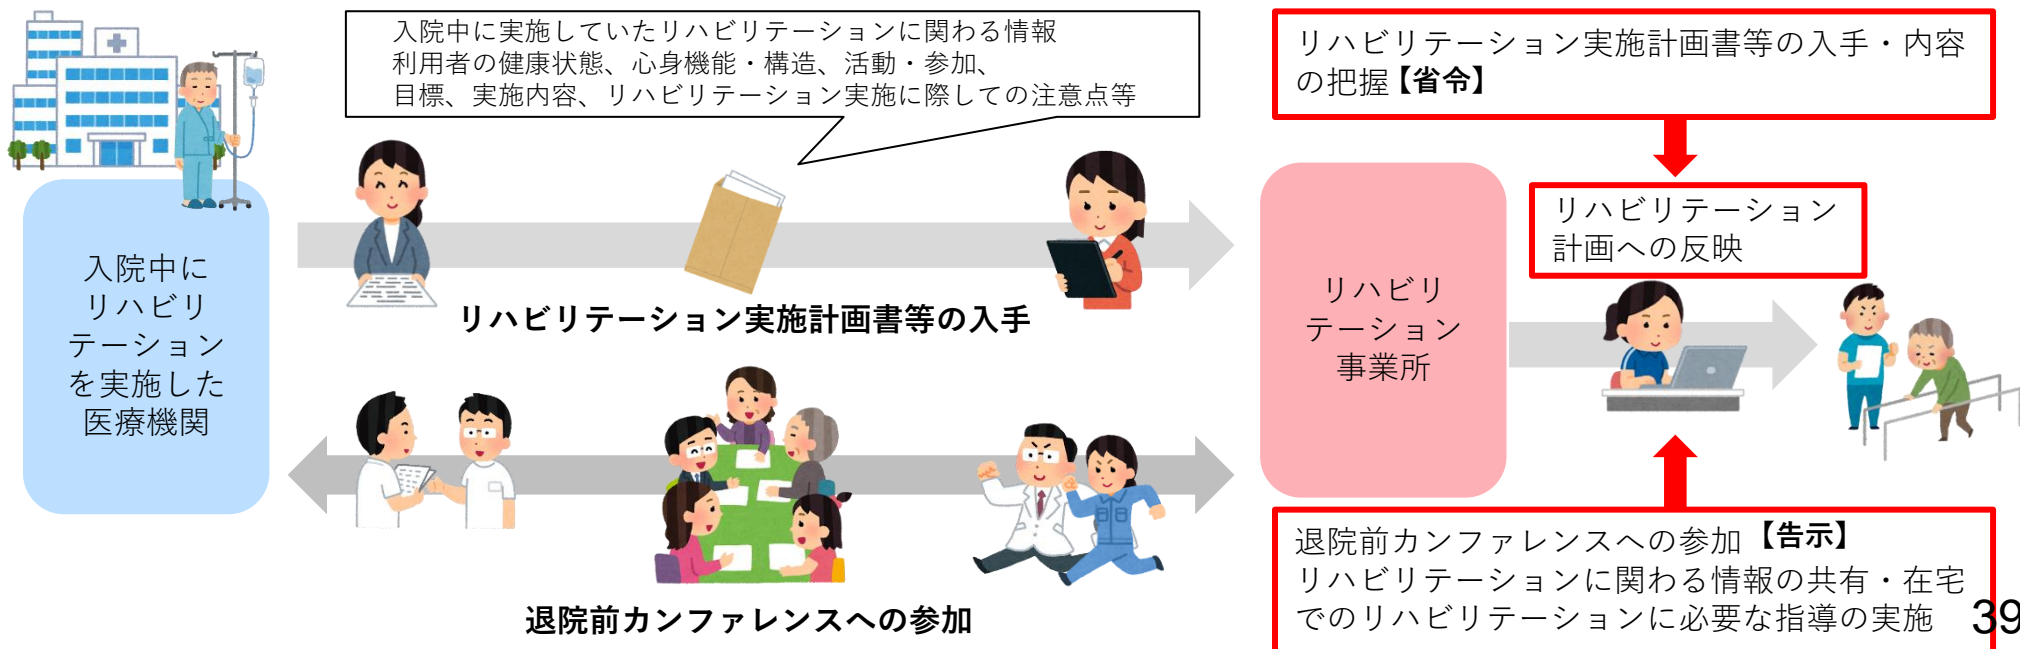 入院中に実施していたリハビリテーションに関わる情報
利用者の健康状態、心身機能・構造、活動・参加、
目標、実施内容、リハビリテーション実施に際しての注意点等
リハビリテーション実施計画書等の入手・内容
の把握【省令】
リハビリテーション
計画への反映
入院中に
リハビリ
テーション
を実施した
医療機関
リハビリテーション実施計画書等の入手
リハビリ
テーション
事業所
退院前カンファレンスへの参加
退院前カンファレンスへの参加【告示】
リハビリテーションに関わる情報の共有・在宅
でのリハビリテーションに必要な指導の実施
39